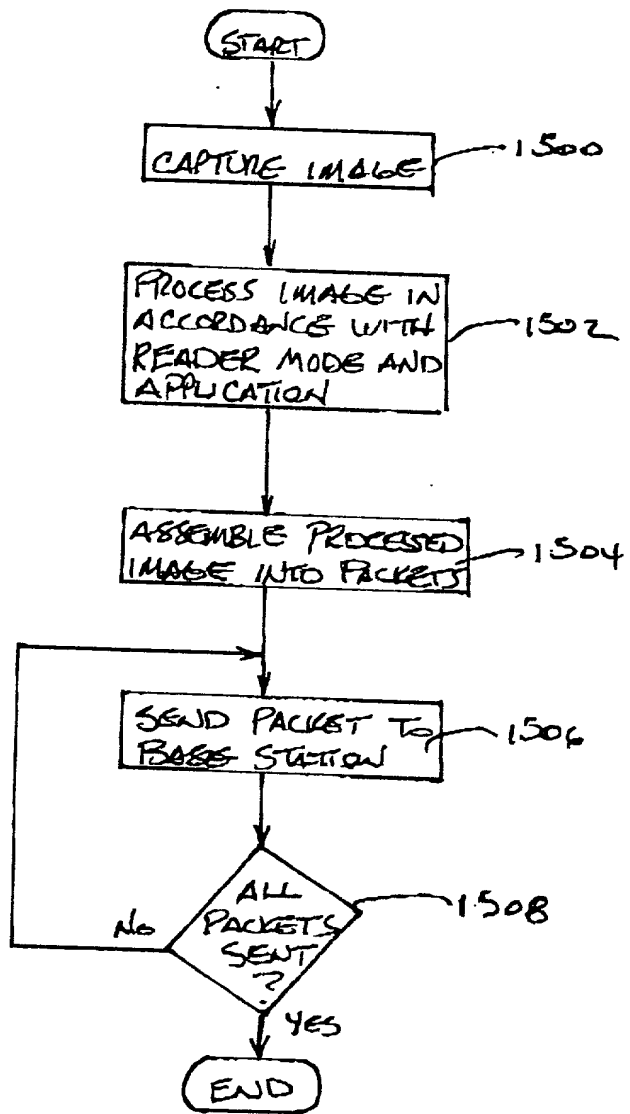 START
CAPTURE IMAGE
1500
PROCESS IMAGE IN
ACCORDANCE WITH
READER MODE AND
APPLICATION
1502
ASSEMBLE PROCESSED
IMAGE INTO PACKETS
1504
SEND PACKET TO
BASE STATION
1506
ALL
PACKETS
SENT
?
1508
No
YES
END